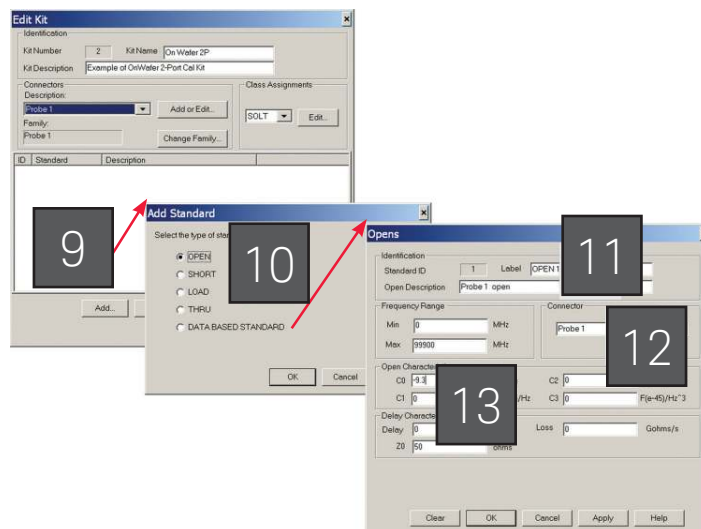 Edit Kit
Identification
Kit Number 2 Kit Name On Wafer 2P
Kit Description Example of OnWafer 2-Port Cal Kit
Connectors
Description:
Probe 1
Add or Edit...
Family:
Probe 1
Change Family...
Class Assignments
SOLT Edit...
ID Standard Description
9
Add...
Add Standard
Select the type of
OPEN
SHORT
LOAD
THRU
DATA BASED STANDARD
10
OK Cancel
Opens
Identification
Standard ID 1 Label OPEN 1
Open Description Probe 1 open
11
Frequency Range
Min 0 MHz
Max 99900 MHz
Connector
Probe 1
12
Open
C0 -9.3 C2 0
C1 0 /Hz C3 0 F(e-45)/Hz^3
13
Delay
Delay 0 Loss 0 Gohms/s
Z0 50 ohms
Clear OK Cancel Apply Help